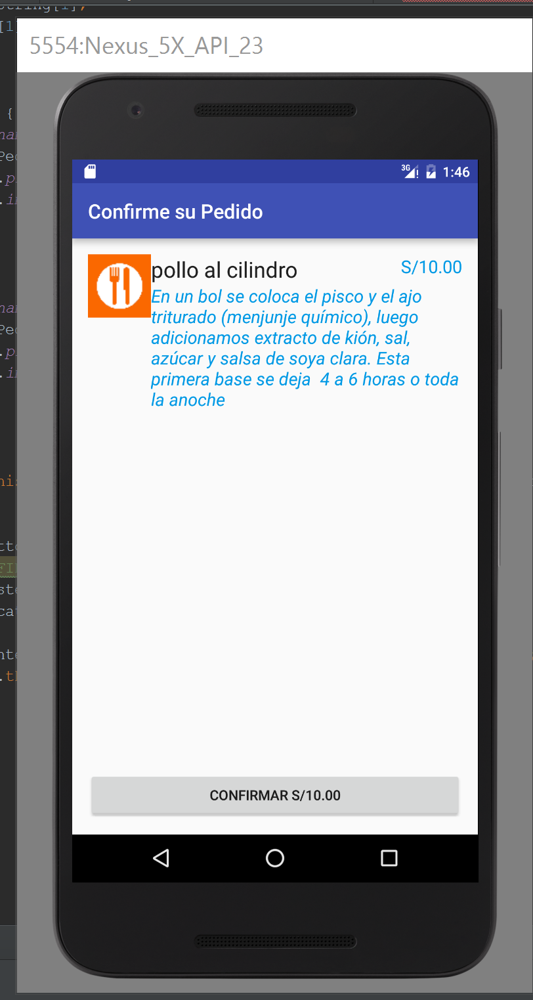 5554:Nexus_5X_API_23
3G
1:46
Confirme su Pedido
pollo al cilindro
S/10.00
En un bol se coloca el pisco y el ajo
triturado (menjunje químico), luego
adicionamos extracto de kión, sal,
azúcar y salsa de soya clara. Esta
primera base se deja  4 a 6 horas o toda
la anoche
CONFIRMAR S/10.00